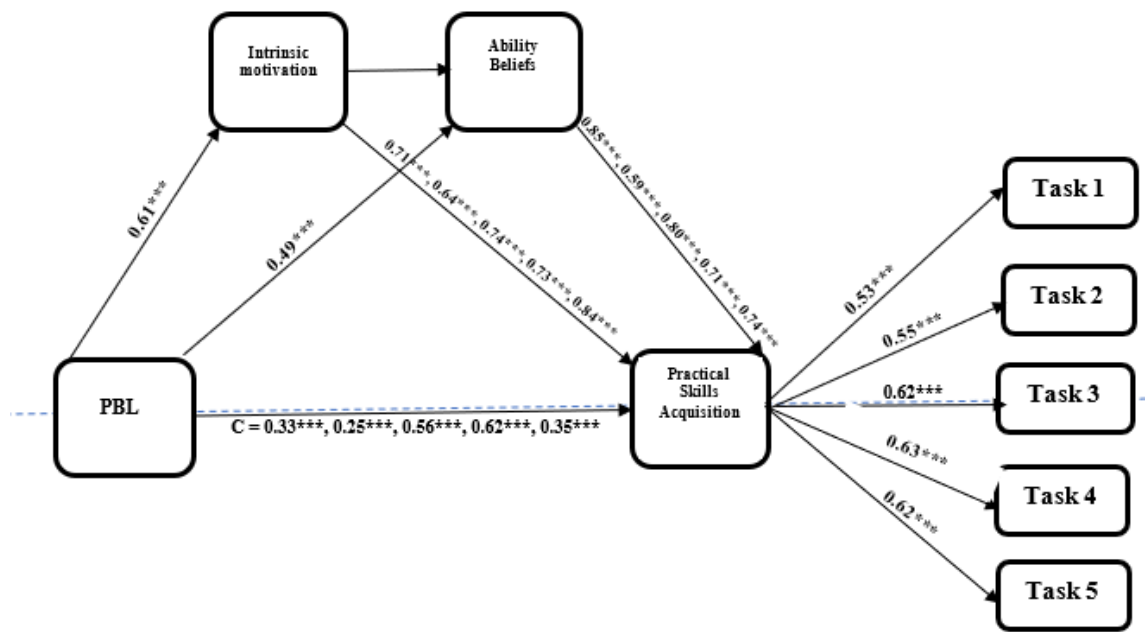 Intrinsic
motivation
Ability
Beliefs
0.61***
0.49***
0.71***, 0.64***, 0.74***, 0.73***, 0.84***
0.85***, 0.59***, 0.80***, 0.71***, 0.74***
PBL
C = 0.33***, 0.25***, 0.56***, 0.62***, 0.35***
Practical
Skills
Acquisition
0.53***
0.55***
0.62***
0.63***
0.62***
Task 1
Task 2
Task 3
Task 4
Task 5